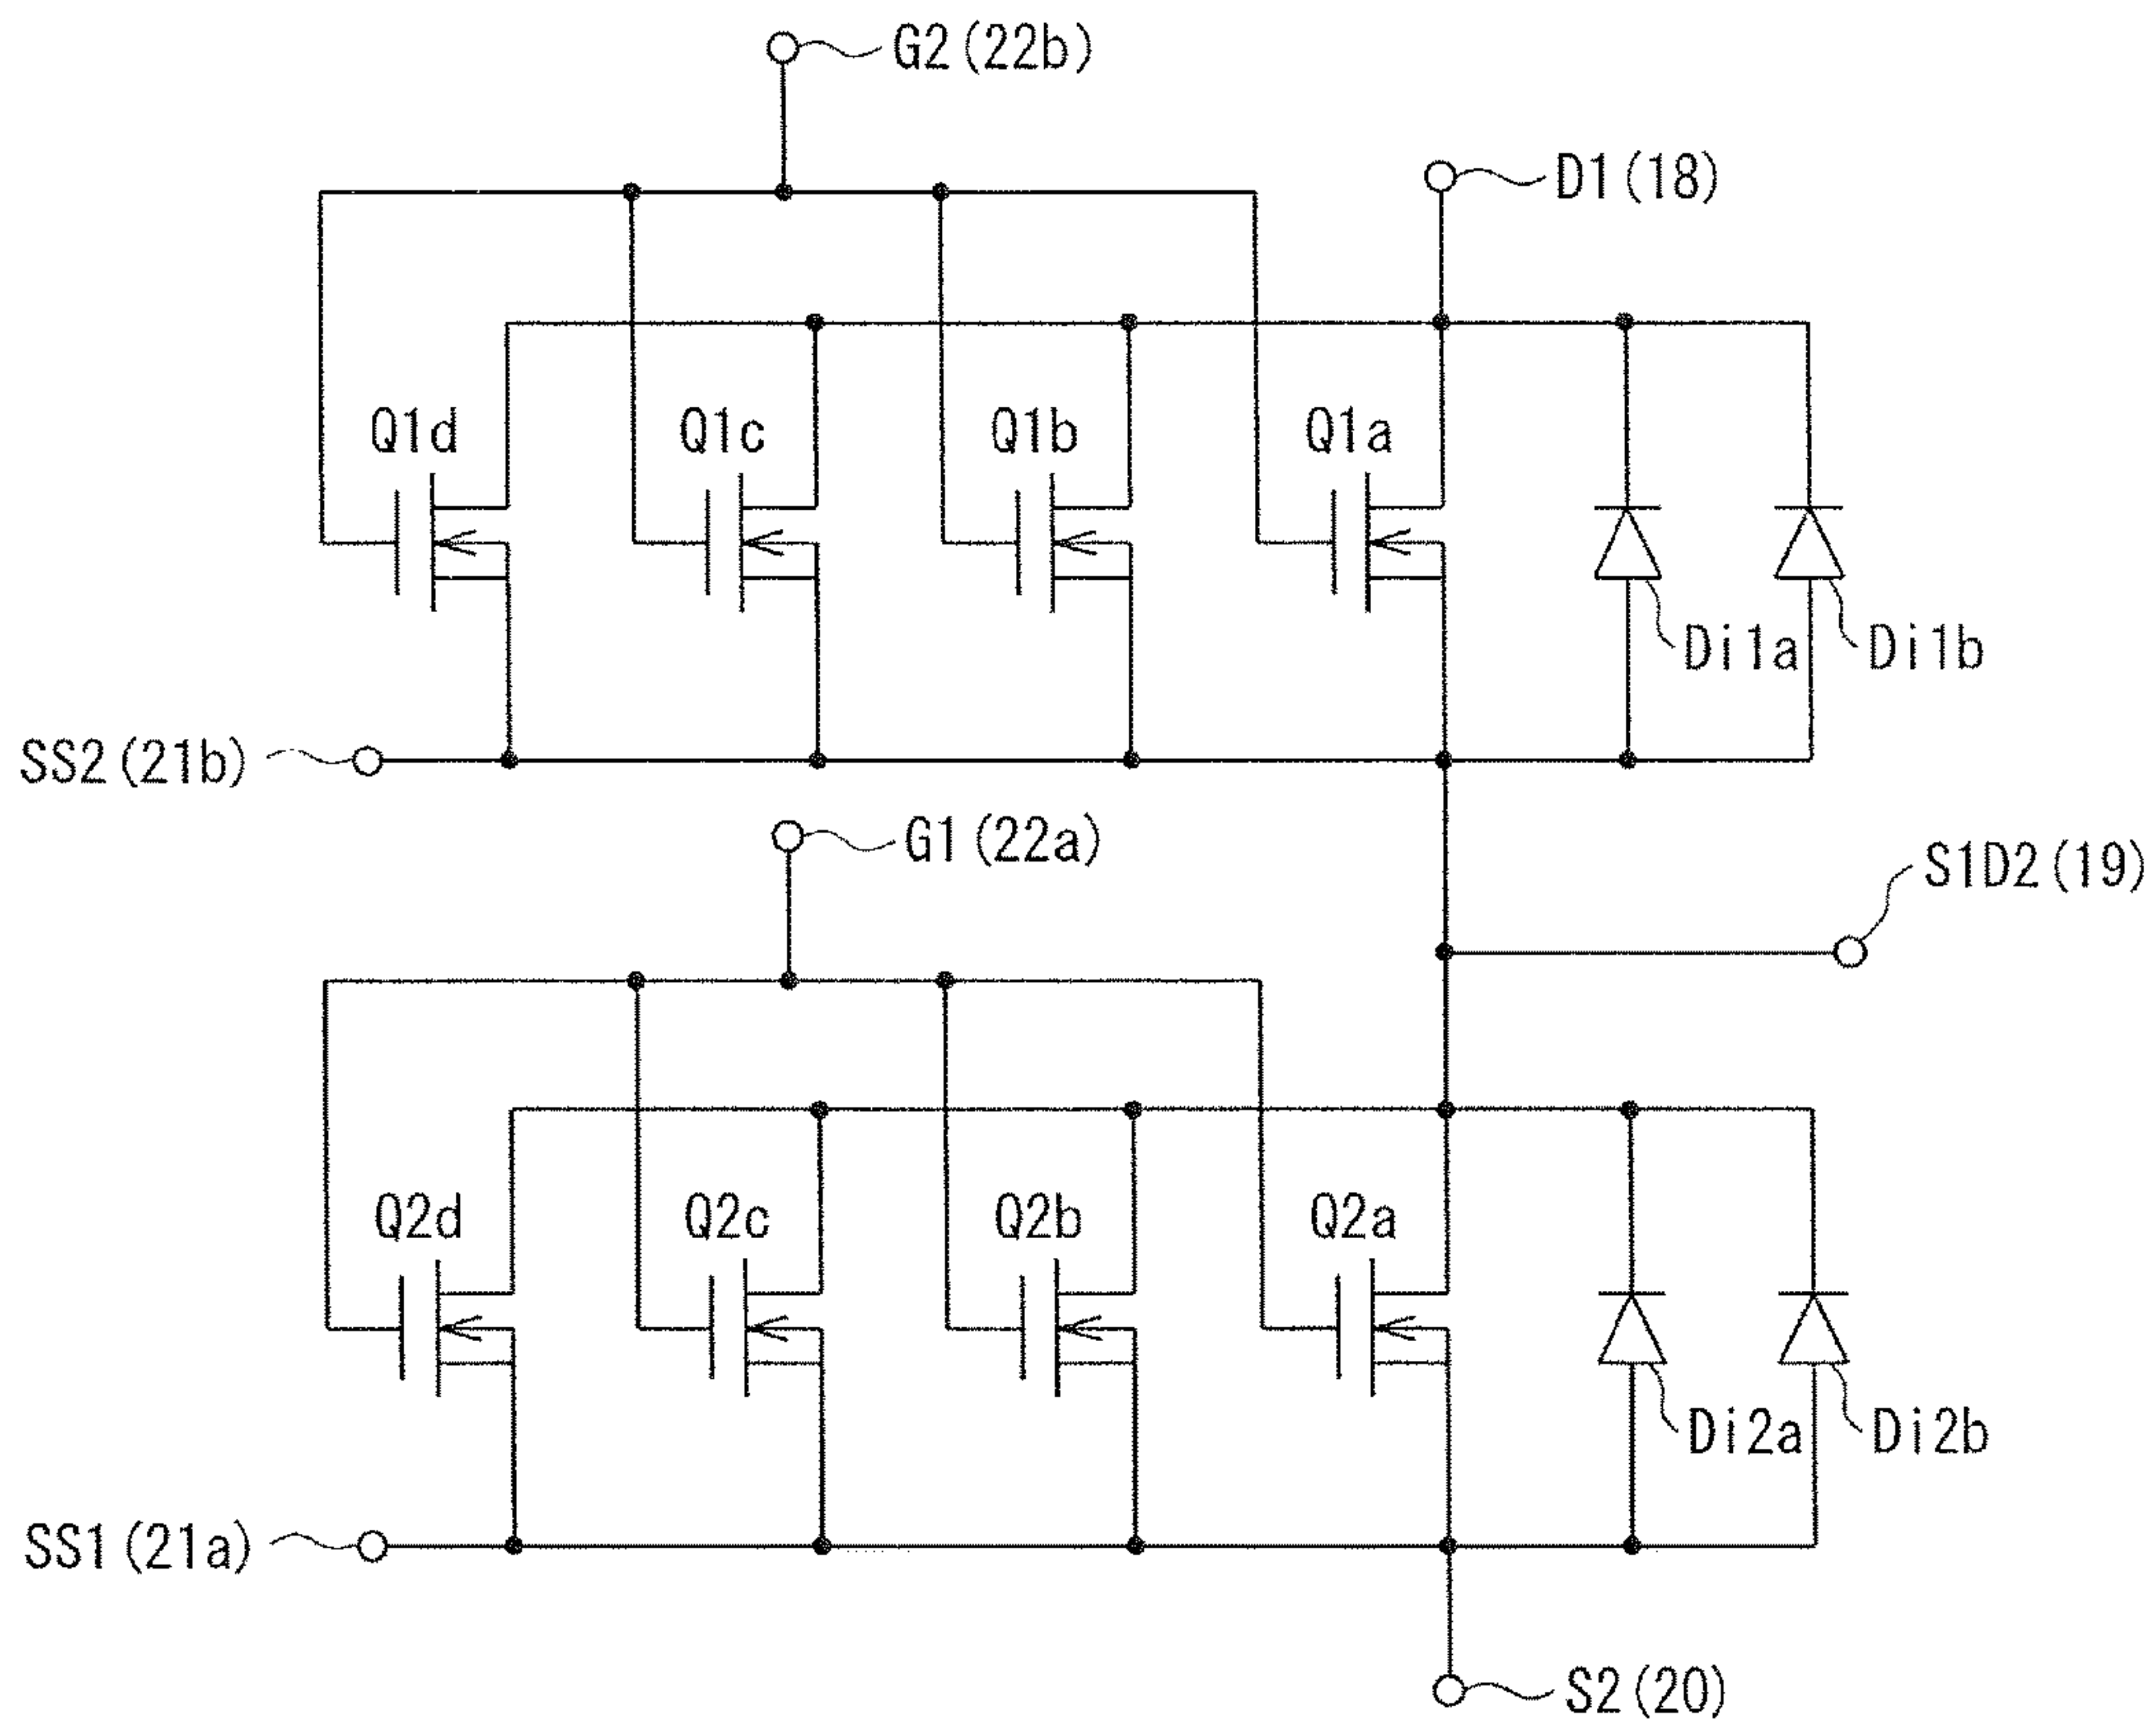 G2(22b)
D1(18)
Q1d
Q1c
Q1b
Q1a
Di1a
Di1b
SS2(21b)
G1(22a)
S1D2(19)
Q2d
Q2c
Q2b
Q2a
Di2a
Di2b
SS1(21a)
S2(20)